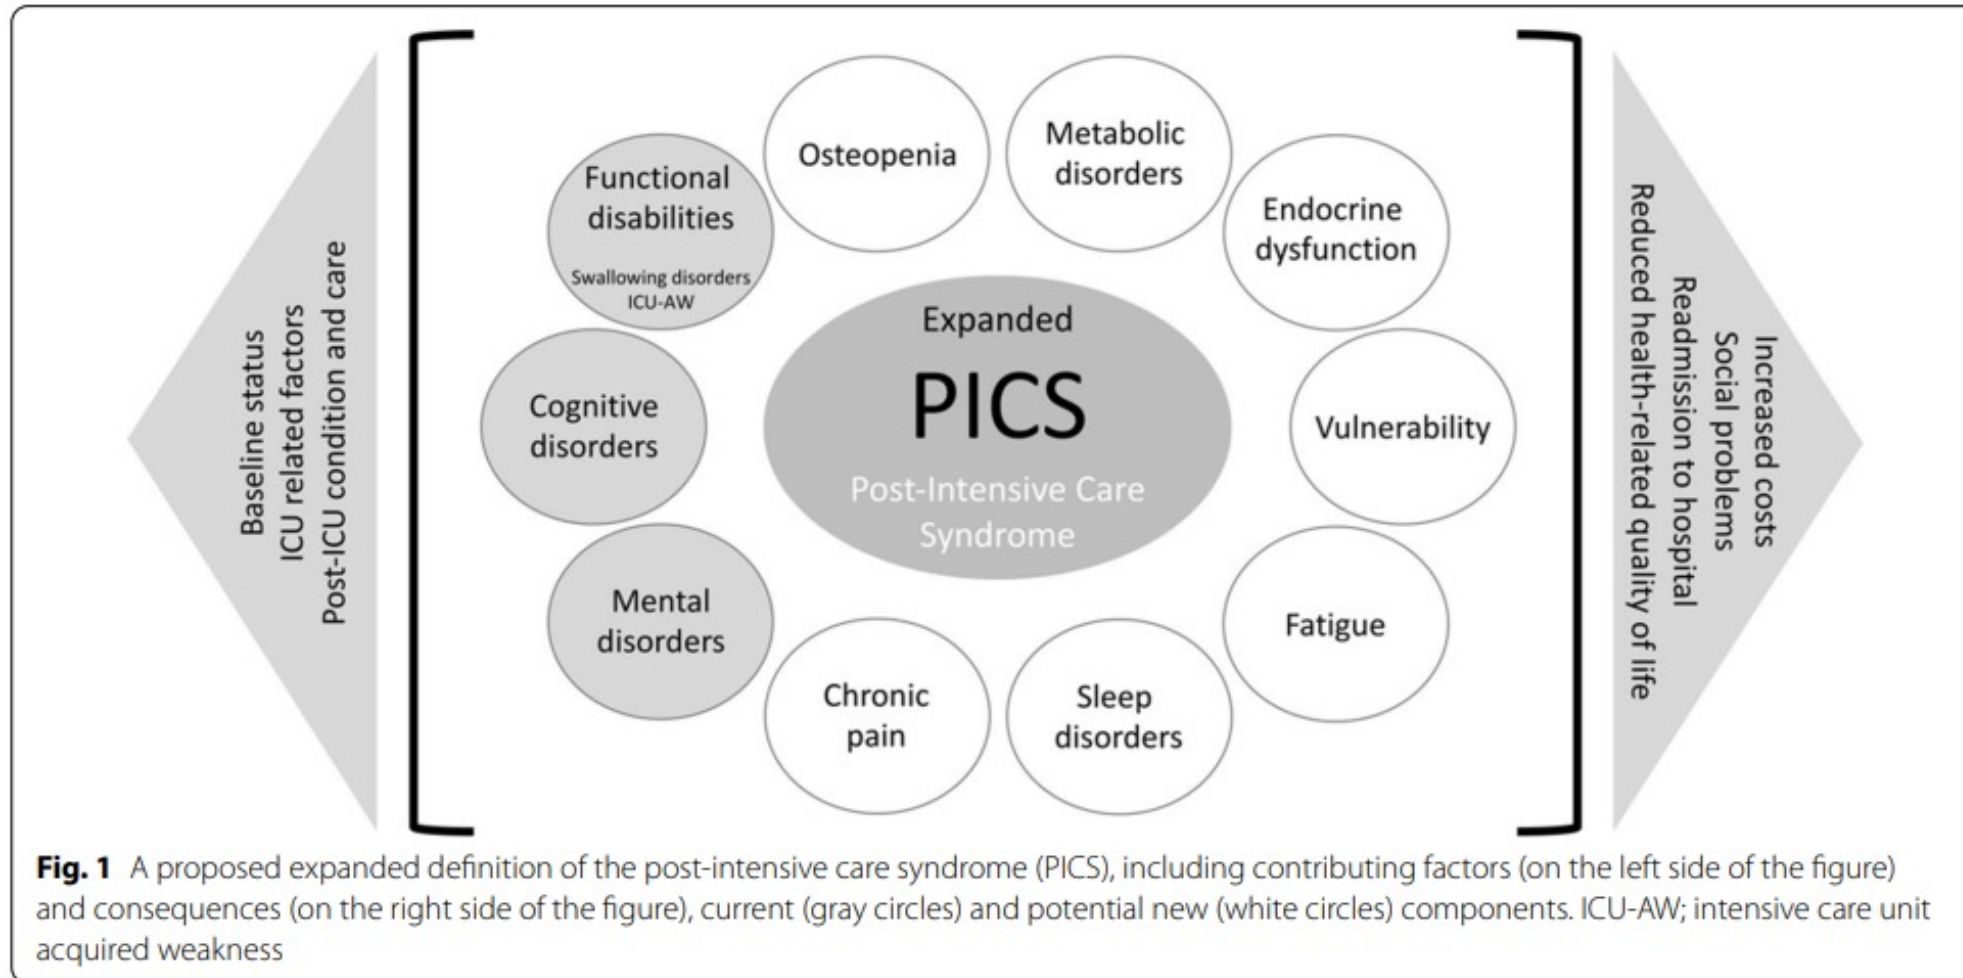 Baseline status
ICU related factors
Post-ICU condition and care
Functional
disabilities
Swallowing disorders
ICU-AW
Osteopenia
Metabolic
disorders
Endocrine
dysfunction
Cognitive
disorders
Expanded
PICS
Post-Intensive Care
Syndrome
Vulnerability
Mental
disorders
Chronic
pain
Sleep
disorders
Fatigue
Increased costs
Social problems
Readmission to hospital
Reduced health-related quality of life
Fig. 1 A proposed expanded definition of the post-intensive care syndrome (PICS), including contributing factors (on the left side of the figure)
and consequences (on the right side of the figure), current (gray circles) and potential new (white circles) components. ICU-AW; intensive care unit
acquired weakness